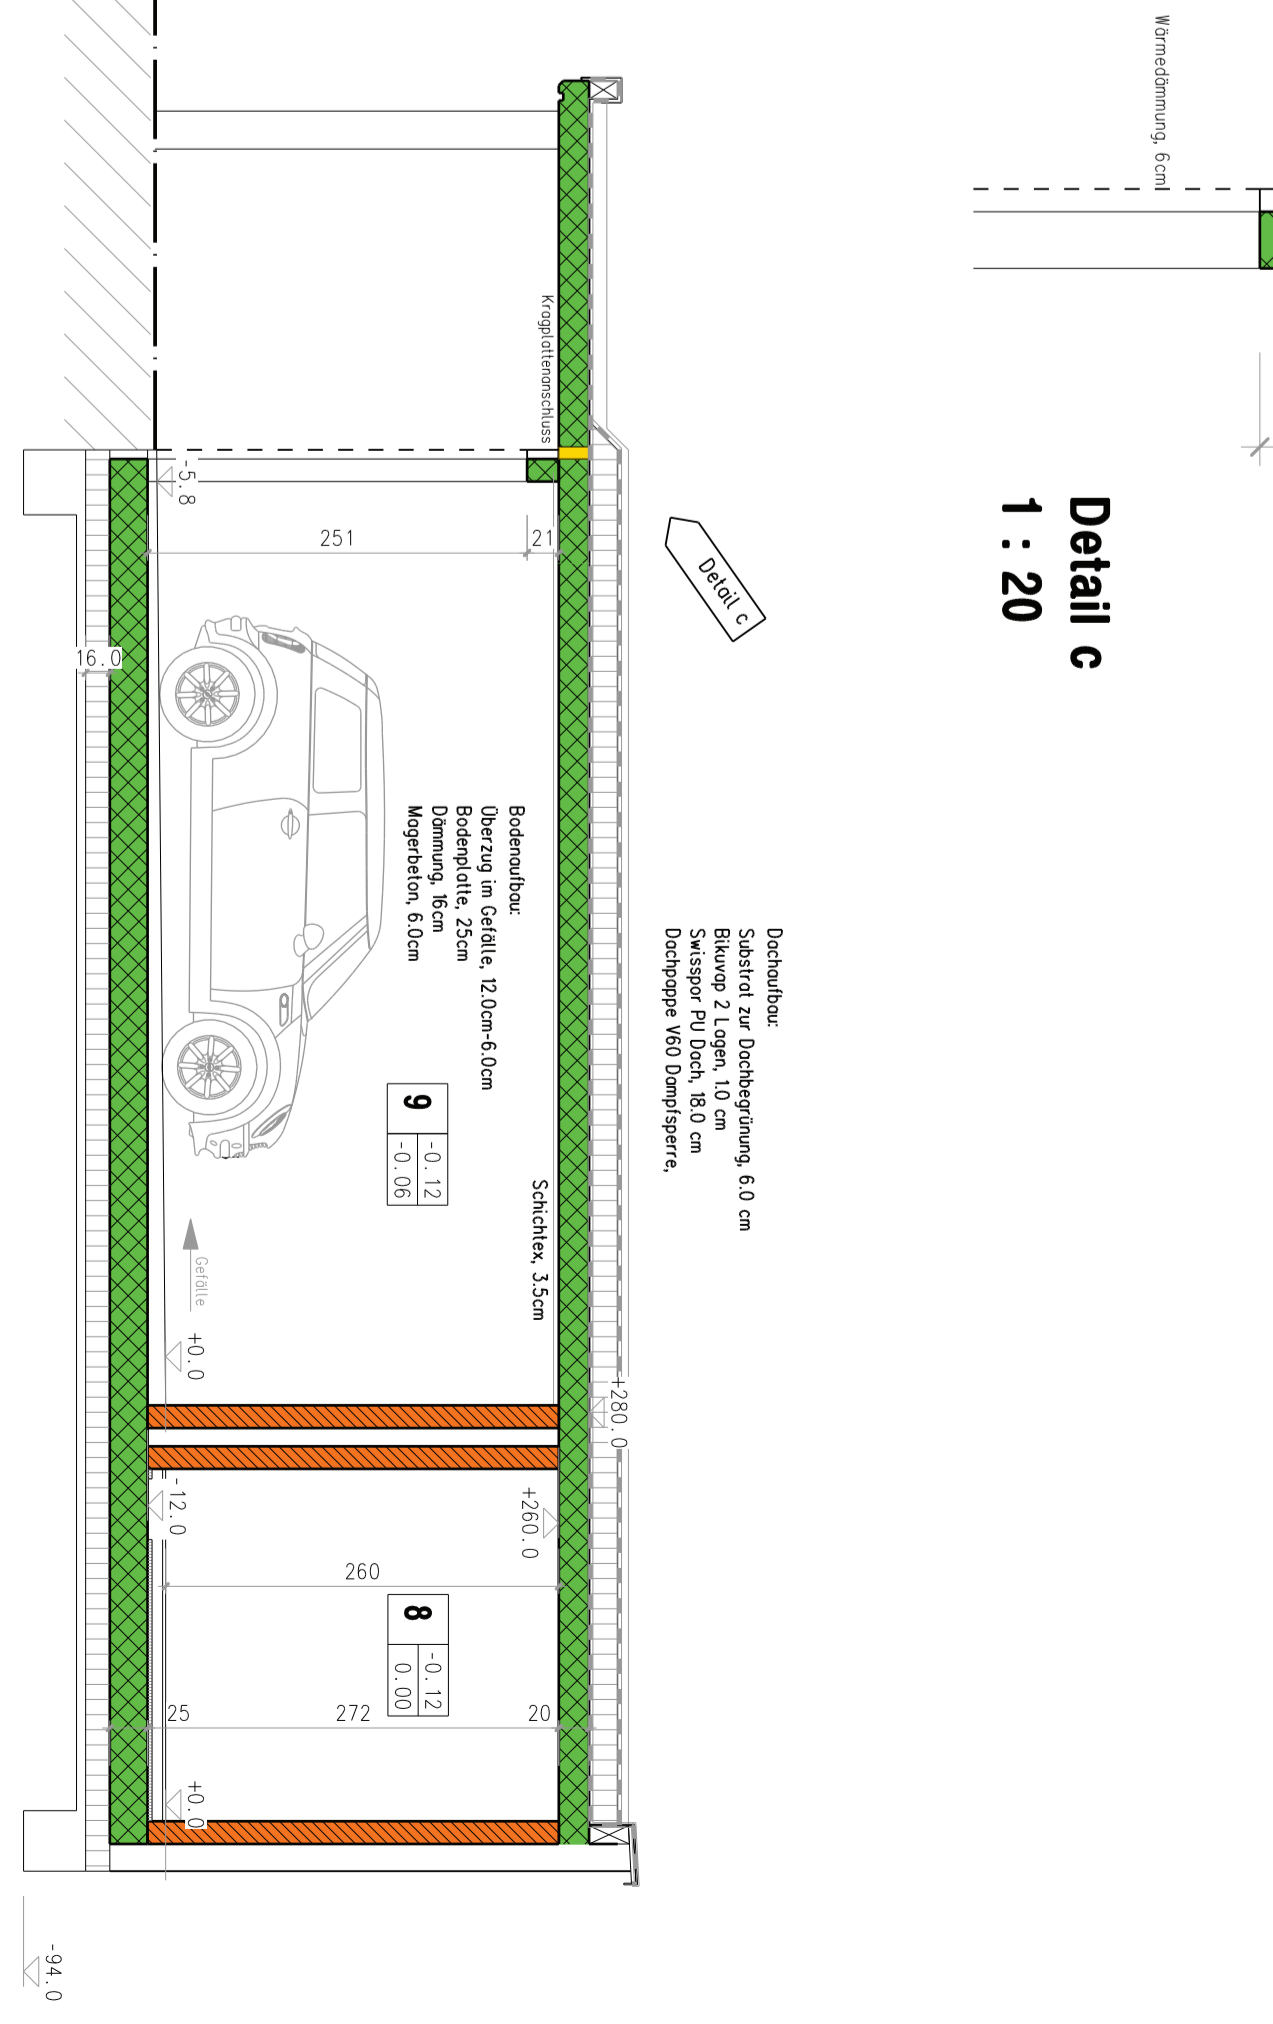 Wärmedämmung, 6cm
Detail c
1 : 20
Detail c
Kragplattenanschluss
-5.8
251
21
16.0
Dachaufbau:
Substrat zur Dachbegrünung, 6.0 cm
Bikuvap 2 Lagen, 1.0 cm
Swisspor PU Dach, 18.0 cm
Dachpappe V60 Dampfsperre,
Bodenaufbau:
Überzug im Gefälle, 12.0cm-6.0cm
Bodenplatte, 25cm
Dämmung, 16cm
Magerbeton, 6.0cm
9
-0.12
-0.06
Schichtex, 3.5cm
Gefälle
+0.0
+280.0
+260.0
-12.0
260
8
-0.12
0.00
25
272
20
+0.0
-94.0